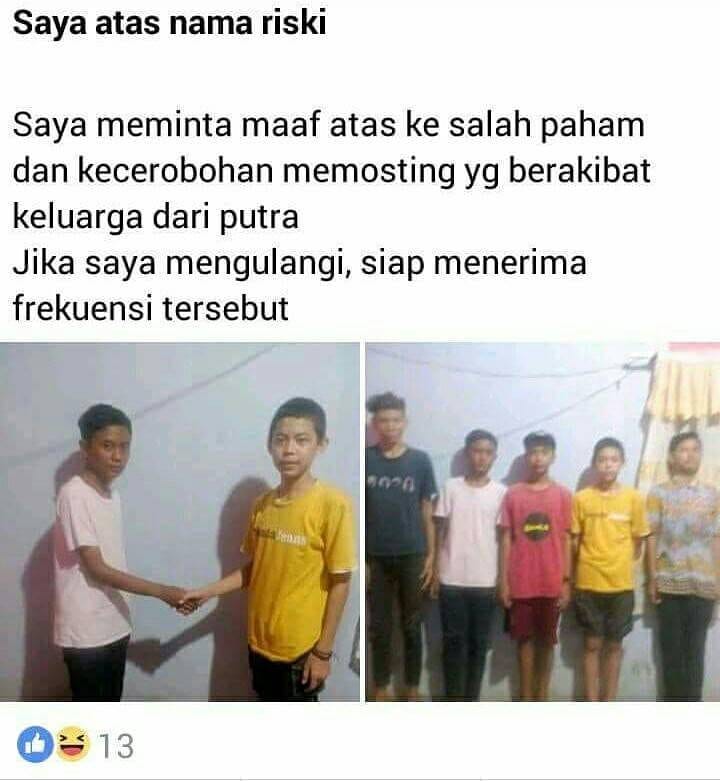 Saya atas nama riski
Saya meminta maaf atas ke salah paham
dan kecerobohan memosting yg berakibat
keluarga dari putra
Jika saya mengulangi, siap menerima
frekuensi tersebut
13